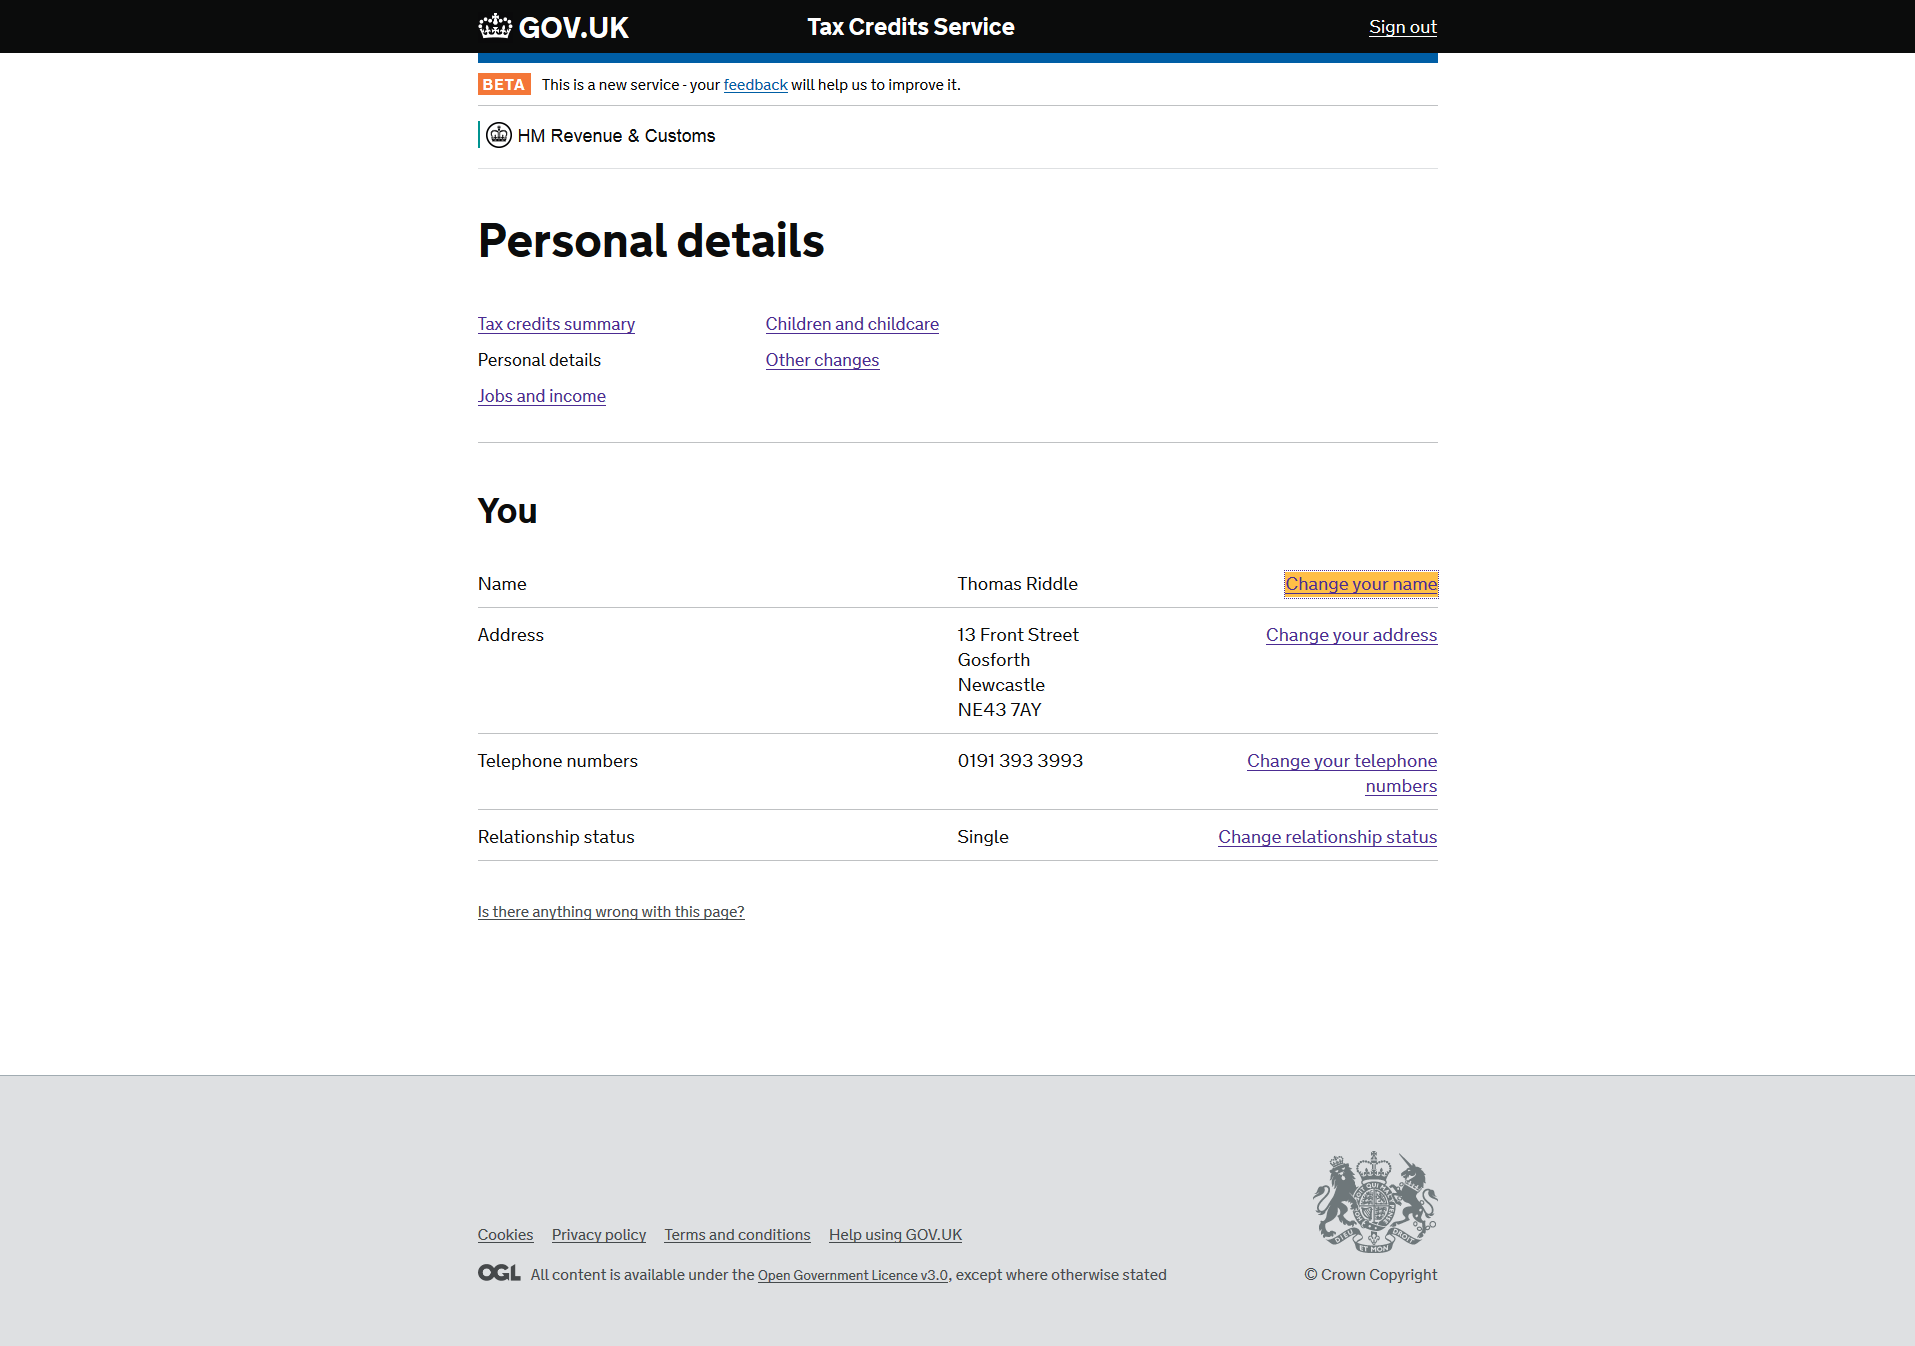 GOV.UK Tax Credits Service Sign out
BETA This is a new service - your feedback will help us to improve it.
HM Revenue & Customs
Personal details
Tax credits summary Children and childcare
Personal details Other changes
Jobs and income
You
Name Thomas Riddle Change your name
Address 13 Front Street Change your address
Gosforth
Newcastle
NE43 7AY
Telephone numbers 0191 393 3993 Change your telephone
numbers
Relationship status Single Change relationship status
Is there anything wrong with this page?
DIEU ET MON DROIT
Cookies Privacy policy Terms and conditions Help using GOV.UK
OGL All content is available under the Open Government Licence v3.0, except where otherwise stated © Crown Copyright